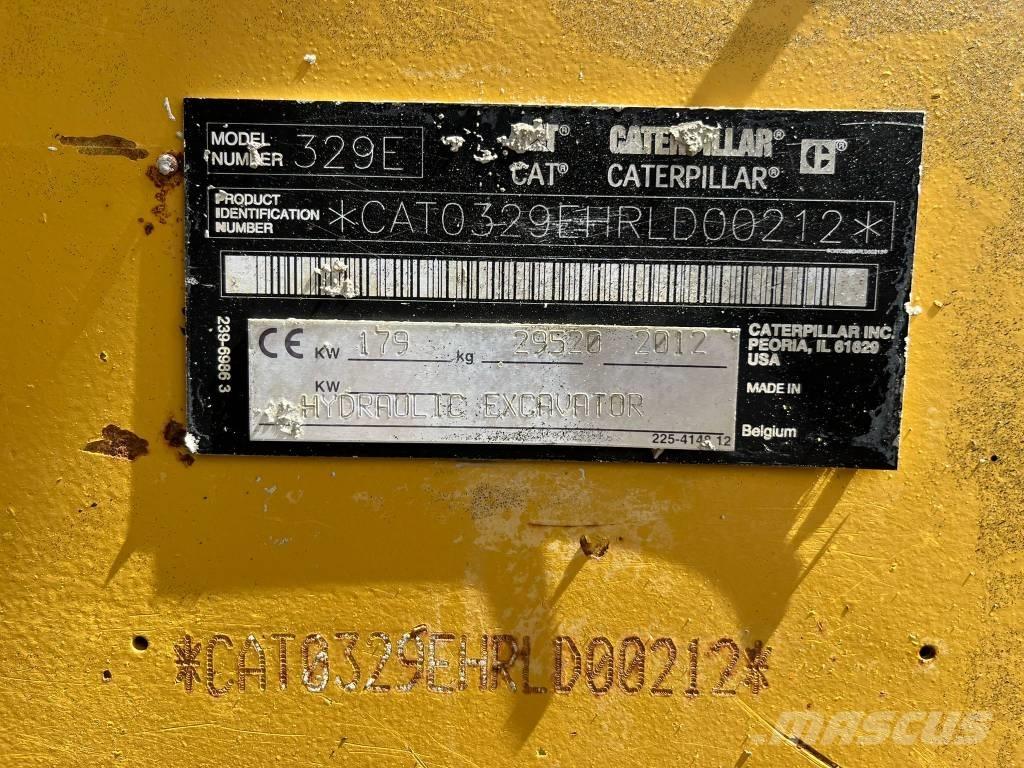 MODEL NUMBER 329E
CAT® CATERPILLAR® C®
CAT® CATERPILLAR®
PRODUCT IDENTIFICATION NUMBER *CAT0329EHRLD00212*
239-6986 3
CE KW 179 kg 29520 2012
KW
HYDRAULIC EXCAVATOR
225-4148 12
CATERPILLAR INC.
PEORIA, IL 61629
USA
MADE IN
Belgium
*CAT0329EHRLD00212*
MASCUS